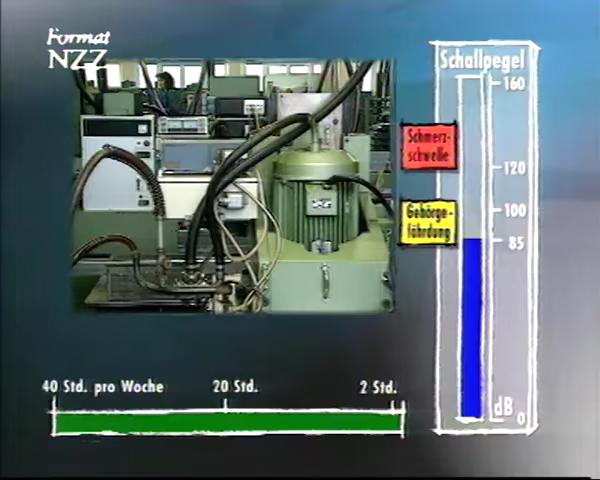 Format
NZZ
Schallpegel
160
Schmerz-
schwelle
120
Gehörge-
fährdung
100
85
40 Std. pro Woche
20 Std.
2 Std.
dB
0